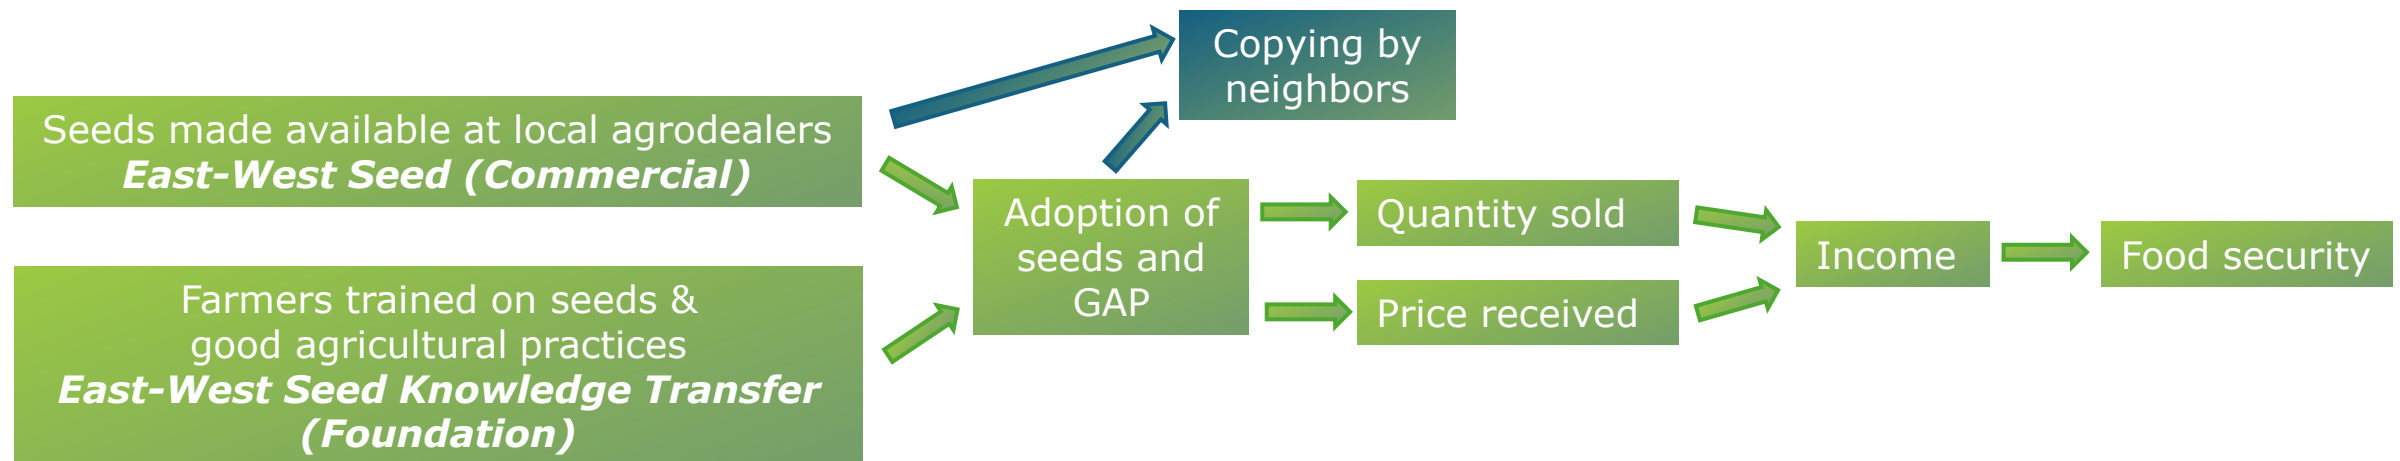 Copying by
neighbors
Seeds made available at local agrodealers
East-West Seed (Commercial)
Adoption of
seeds and
GAP
Quantity sold
Price received
Income
Food security
Farmers trained on seeds &
good agricultural practices
East-West Seed Knowledge Transfer
(Foundation)